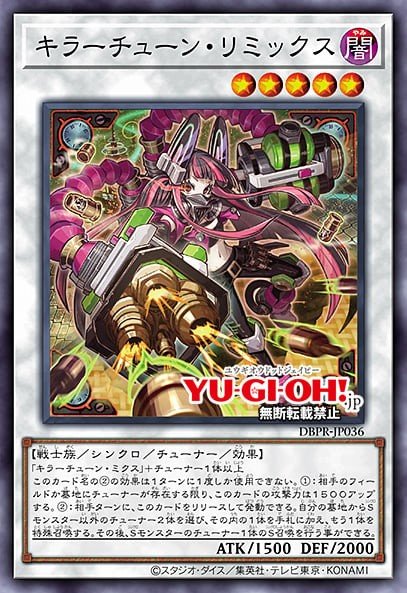 キラーチューン・リミックス
闇
やみ
ユウギオウドットジェイピー
YU-GI-OH!.jp
無断転載禁止
DBPR-JP036
【戦士族／シンクロ／チューナー／効果】
「キラーチューン・ミクス」＋チューナー１体以上
このカード名の②の効果は１ターンに１度しか使用できない。①：相手のフィ
ールドか墓地にチューナーが存在する限り、このカードの攻撃力は１５００アップ
する。②：相手ターンに、このカードをリリースして発動できる。自分の墓地からS
モンスター以外のチューナー２体を選び、その内の１体を手札に加え、もう１体を
特殊召喚する。その後、Sモンスターのチューナー１体のS召喚を行う事ができる。
ATK/1500 DEF/2000
©スタジオ・ダイス／集英社・テレビ東京・KONAMI